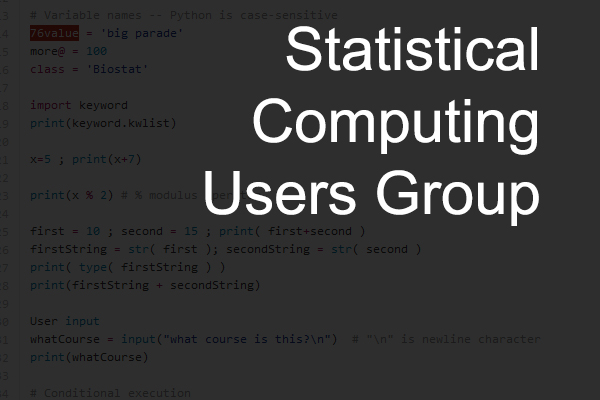 Statistical
Computing
Users Group
# Variable names -- Python is case-sensitive
76value = 'big parade'
more@ = 100
class = 'Biostat'
import keyword
print(keyword.kwlist)
x=5 ; print(x+7)
print(x % 2) # % modulus
first = 10 ; second = 15 ; print( first+second )
firstString = str( first ); secondString = str( second )
print( type( firstString ) )
print(firstString + secondString)
User input
whatCourse = input("what course is this?\n")  # "\n" is newline character
print(whatCourse)
# Conditional execution